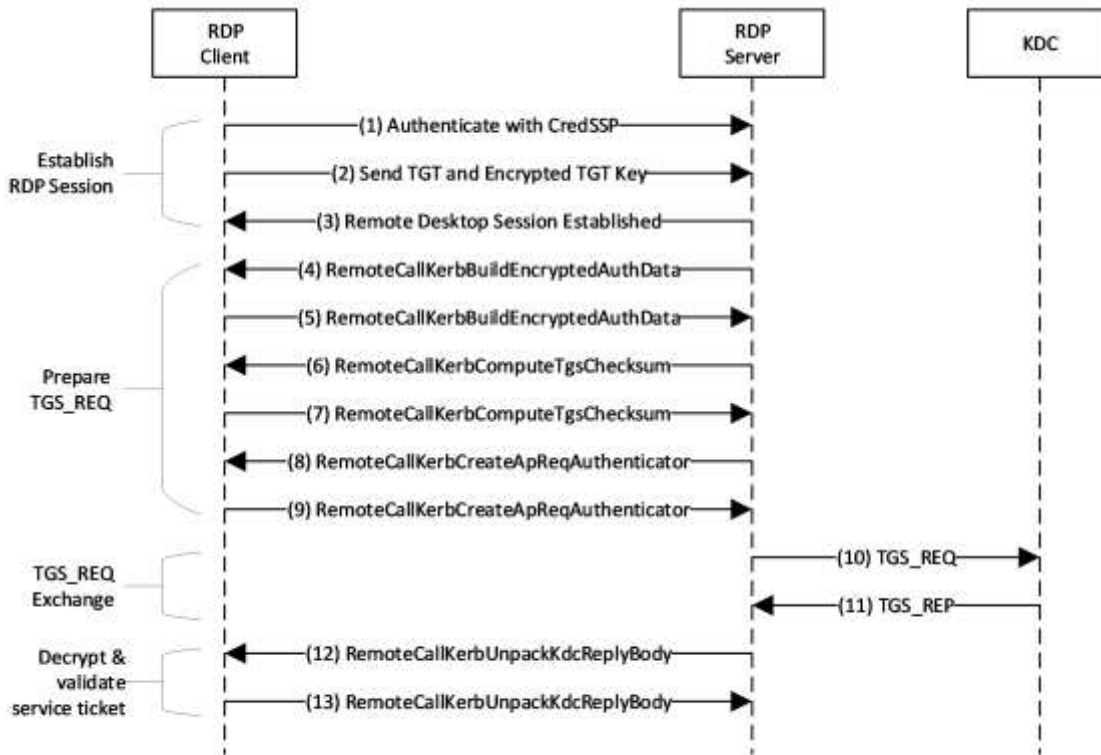 RDP
Client
RDP
Server
KDC
(1) Authenticate with CredSSP
Establish
RDP Session
(2) Send TGT and Encrypted TGT Key
(3) Remote Desktop Session Established
(4) RemoteCallKerbBuildEncryptedAuthData
(5) RemoteCallKerbBuildEncryptedAuthData
(6) RemoteCallKerbComputeTgsChecksum
Prepare
TGS_REQ
(7) RemoteCallKerbComputeTgsChecksum
(8) RemoteCallKerbCreateApReqAuthenticator
(9) RemoteCallKerbCreateApReqAuthenticator
(10) TGS_REQ
TGS_REQ
Exchange
(11) TGS_REP
(12) RemoteCallKerbUnpackKdcReplyBody
Decrypt &
validate
service ticket
(13) RemoteCallKerbUnpackKdcReplyBody